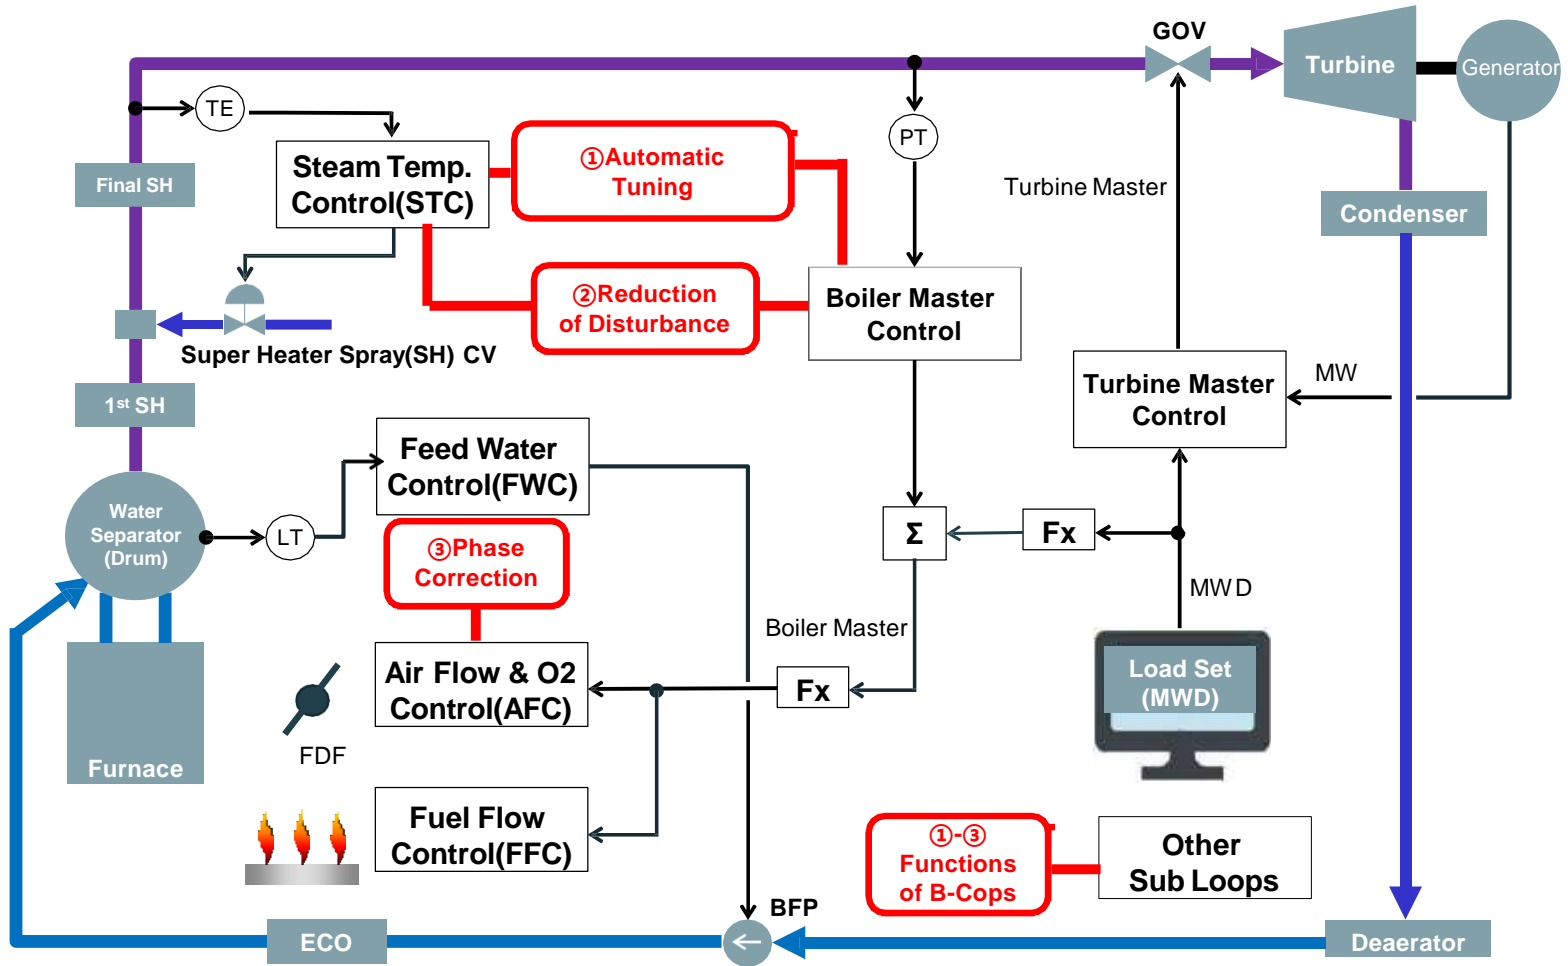 GOV
Turbine
Generator
TE
①Automatic
Tuning
PT
Steam Temp.
Control(STC)
Final SH
Turbine Master
Condenser
②Reduction
of Disturbance
Boiler Master
Control
Super Heater Spray(SH) CV
1st SH
Turbine Master
Control
MW
Feed Water
Control(FWC)
Water
Separator
(Drum)
LT
③Phase
Correction
Σ
Fx
MWD
Boiler Master
Air Flow & O2
Control(AFC)
Fx
Load Set
(MWD)
FDF
Furnace
Fuel Flow
Control(FFC)
①-③
Functions
of B-Cops
Other
Sub Loops
BFP
ECO
Deaerator